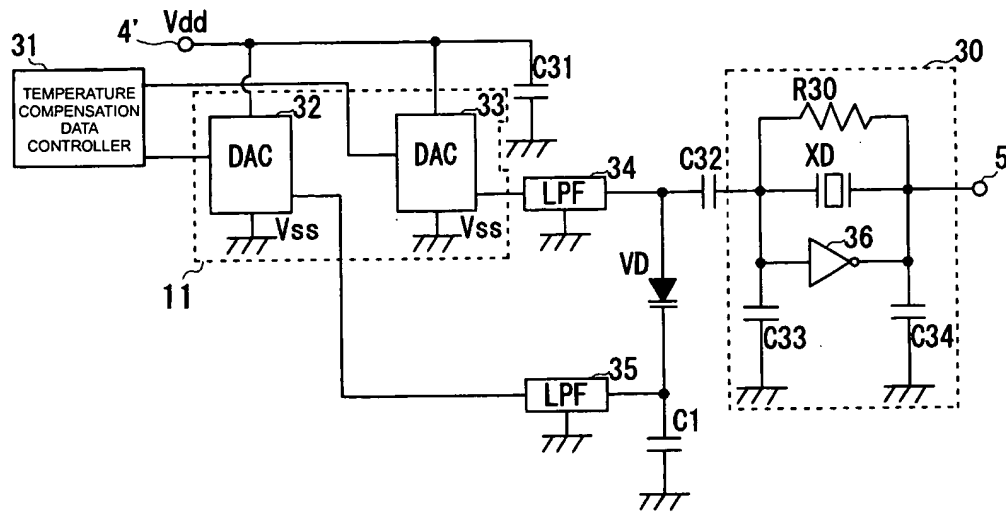 Vdd
4'
31
TEMPERATURE
COMPENSATION
DATA
CONTROLLER
32
DAC
Vss
33
DAC
Vss
11
C31
34
LPF
35
LPF
VD
C1
C32
30
R30
XD
36
C33
C34
5